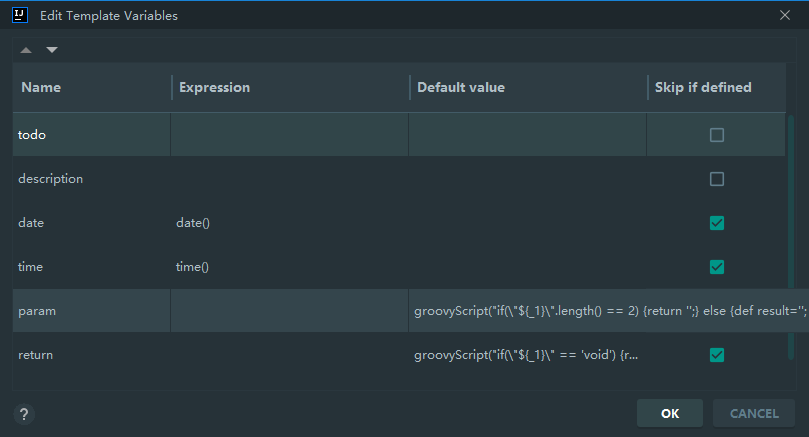 IJ Edit Template Variables
Name Expression Default value Skip if defined
todo
description
date date()
time time()
param groovyScript("if(\"${_1}\".length() == 2) {return '';} else {def result='';
return groovyScript("if(\"${_1}\" == 'void') {r...
? OK CANCEL